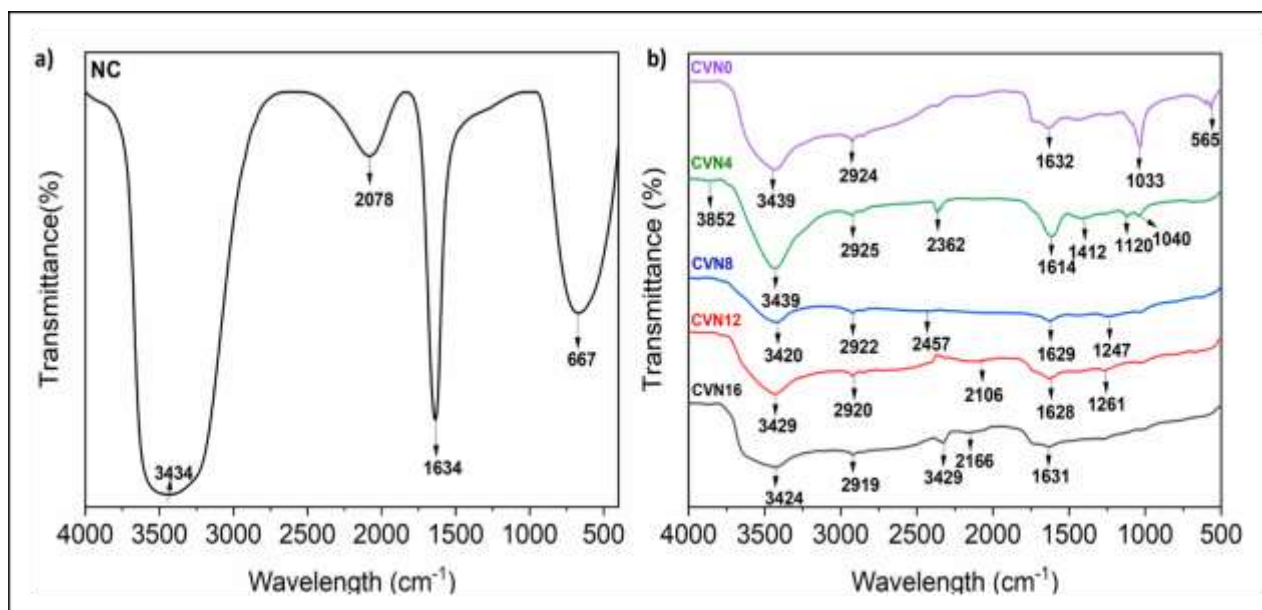 a)
NC
Transmittance(%)
3434
2078
1634
667
4000 3500 3000 2500 2000 1500 1000 500
Wavelength (cm⁻¹)
b)
Transmittance (%)
CVN0
3439 2924 1632 1033 565
CVN4
3852 3439 2925 2362 1614 1412 1120 1040
CVN8
3420 2922 2457 1629 1247
CVN12
3429 2920 2106 1628 1261
CVN16
3424 2919 3429 2166 1631
4000 3500 3000 2500 2000 1500 1000 500
Wavelength (cm⁻¹)